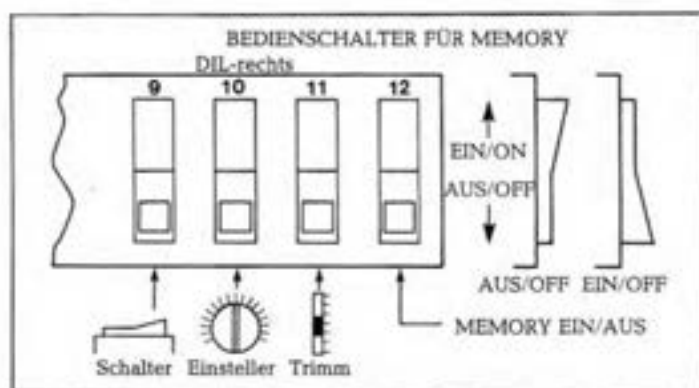 BEDIENSCHALTER FÜR MEMORY
DIL-rechts
9 10 11 12
EIN/ON
AUS/OFF
AUS/OFF EIN/OFF
MEMORY EIN/AUS
Schalter Einsteller Trimm